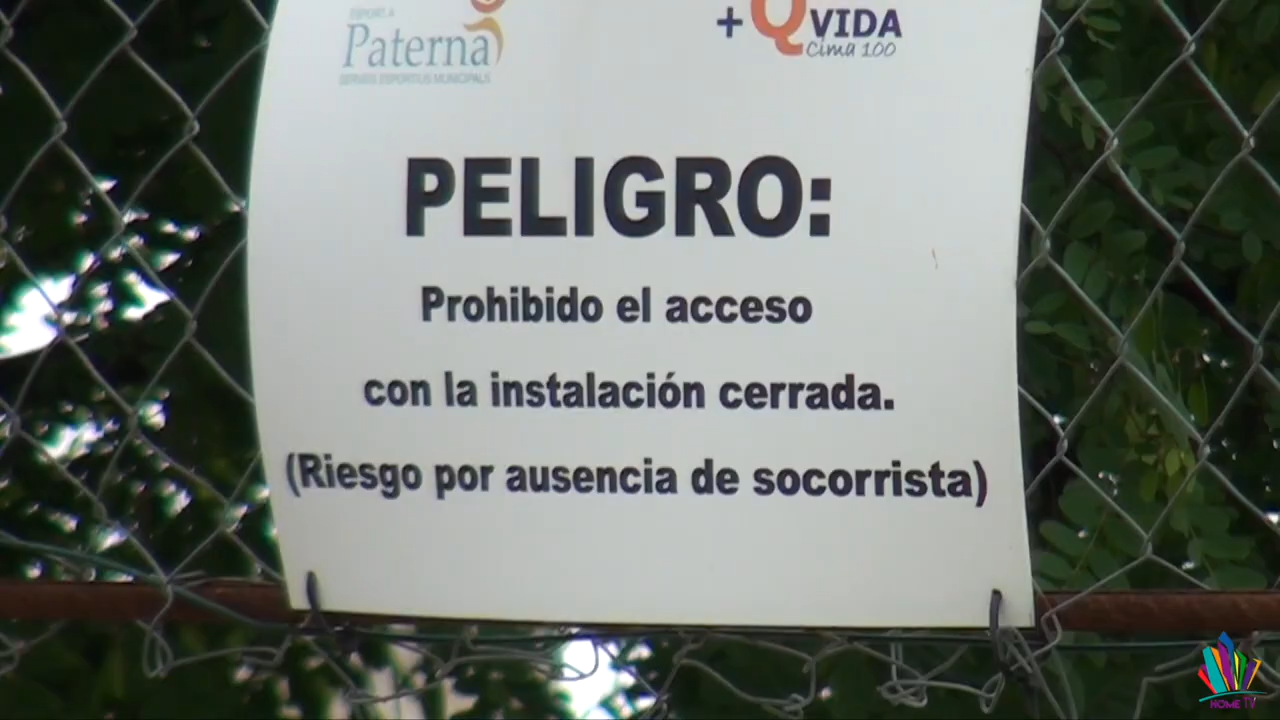 ESPORT A
Paterna
SERVEIS ESPORTIUS MUNICIPALS
+QVIDA
Cima 100
PELIGRO:
Prohibido el acceso
con la instalación cerrada.
(Riesgo por ausencia de socorrista)
HOME TV